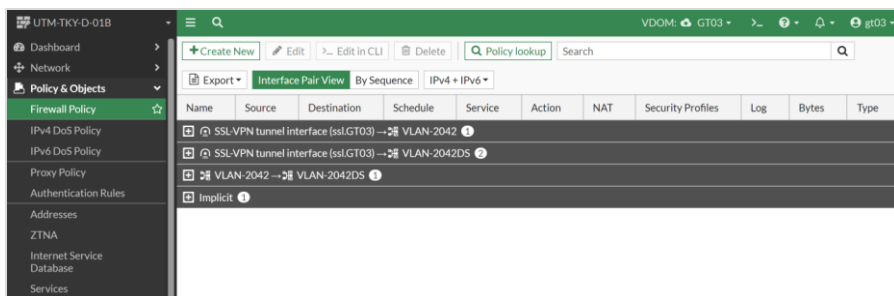 UTM-TKY-D-01B
VDOM: GT03
>_
gt03
Dashboard
Network
Policy & Objects
Firewall Policy
IPv4 DoS Policy
IPv6 DoS Policy
Proxy Policy
Authentication Rules
Addresses
ZTNA
Internet Service
Database
Services
+Create New Edit >_ Edit in CLI Delete Policy lookup Search
Export Interface Pair View By Sequence IPv4 + IPv6
Name Source Destination Schedule Service Action NAT Security Profiles Log Bytes Type
SSL-VPN tunnel interface (ssl.GT03) → VLAN-2042 1
SSL-VPN tunnel interface (ssl.GT03) → VLAN-2042DS 2
VLAN-2042 → VLAN-2042DS 1
Implicit 1